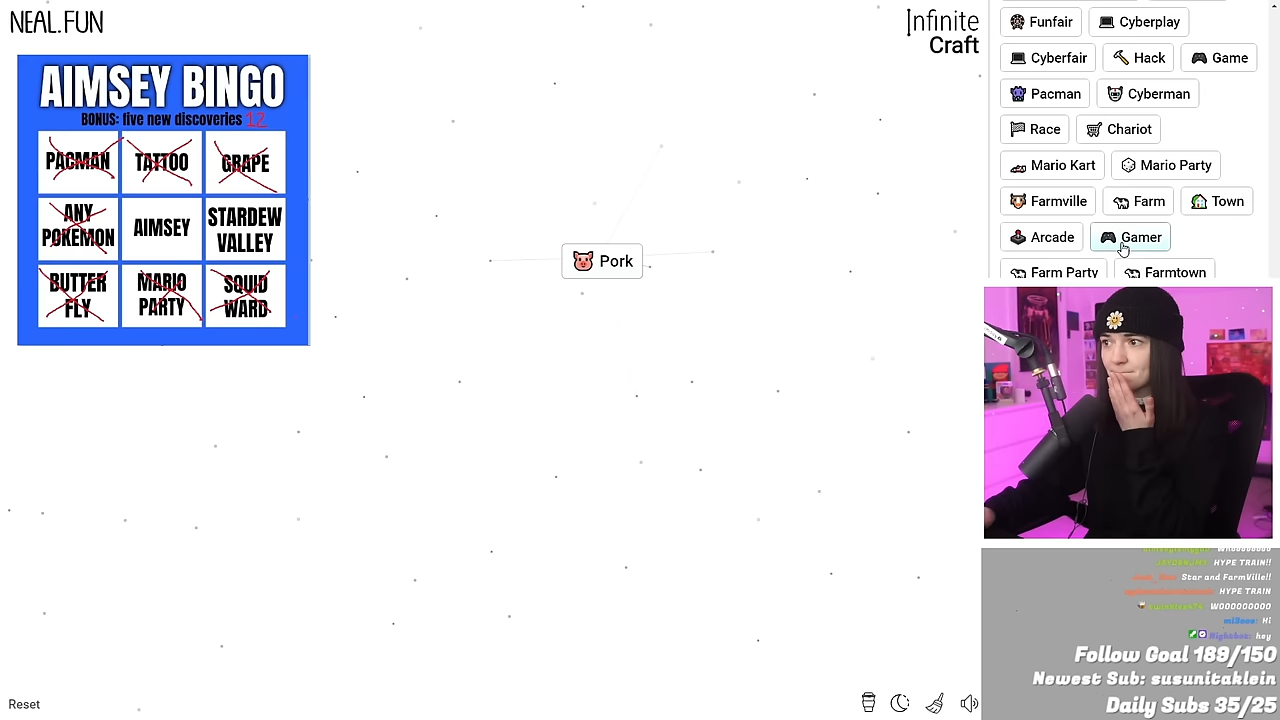 NEAL.FUN
Infinite
Craft
AIMSEY BINGO
BONUS: five new discoveries 12
PACMAN
TATTOO
GRAPE
ANY
POKEMON
AIMSEY
STARDEW
VALLEY
BUTTER
FLY
MARIO
PARTY
SQUID
WARD
Pork
Funfair
Cyberplay
Cyberfair
Hack
Game
Pacman
Cyberman
Race
Chariot
Mario Kart
Mario Party
Farmville
Farm
Town
Arcade
Gamer
Farm Party
Farmtown
HYPE TRAIN!!
Star and FarmVille!!
HYPE TRAIN
WOOOOOOOOO
Hi
hey
Follow Goal 189/150
Newest Sub: susunitaklein
Daily Subs 35/25
Reset